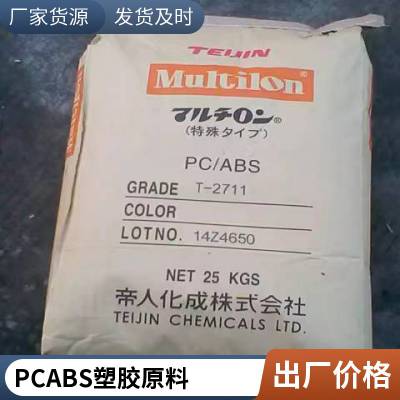 厂家货源 发货及时
TEIJIN
Multilon
マルチロン®
(特殊タイプ)
PC/ABS
GRADE T-2711
COLOR
LOTNO. 14Z4650
NET 25 KGS
帝人化成株式会社
TEIJIN CHEMICALS LTD.
PCABS塑胶原料
出厂价格